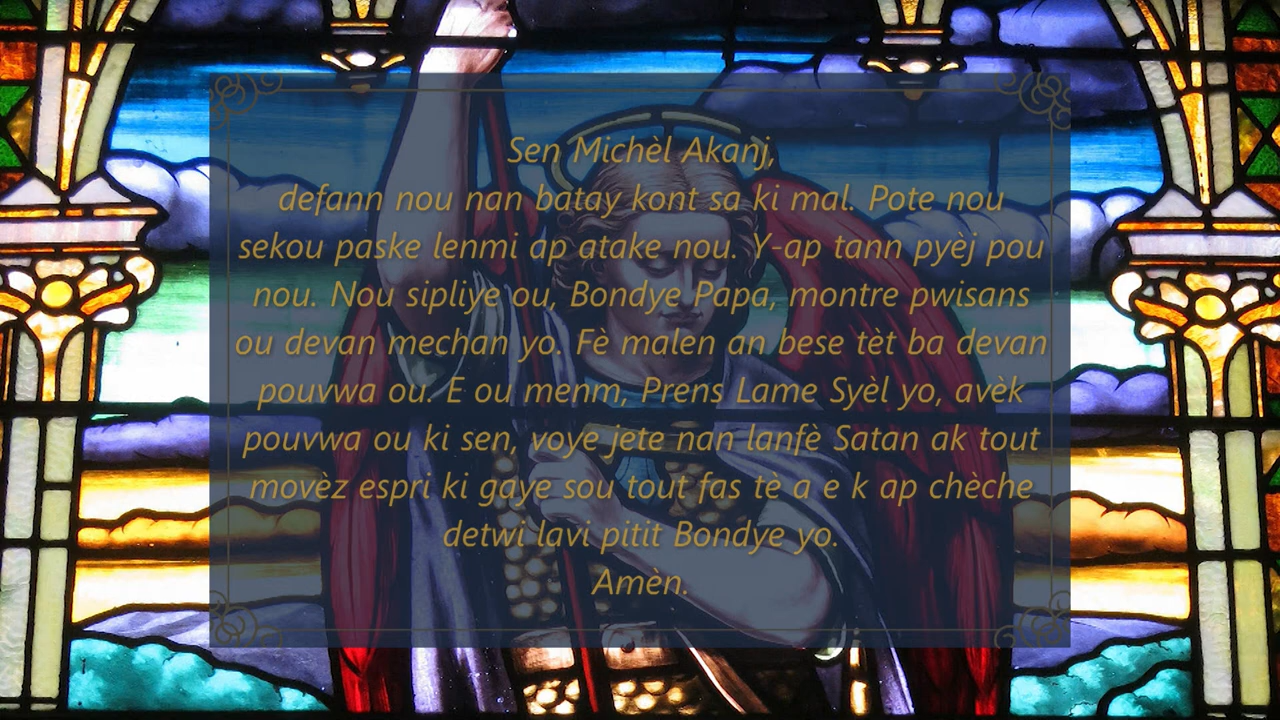 Sen Michèl Akanj,
defann nou nan batay kont sa ki mal. Pote nou
sekou paske lenmi ap atake nou. Y-ap tann pyèj pou
nou. Nou sipliye ou, Bondye Papa, montre pwisans
ou devan mechan yo. Fè malen an bese tèt ba devan
pouvwa ou. E ou menm, Prens Lame Syèl yo, avèk
pouvwa ou ki sen, voye jete nan lanfè Satan ak tout
movèz espri ki gaye sou tout fas tè a e k ap chèche
detwi lavi pitit Bondye yo.
Amèn.